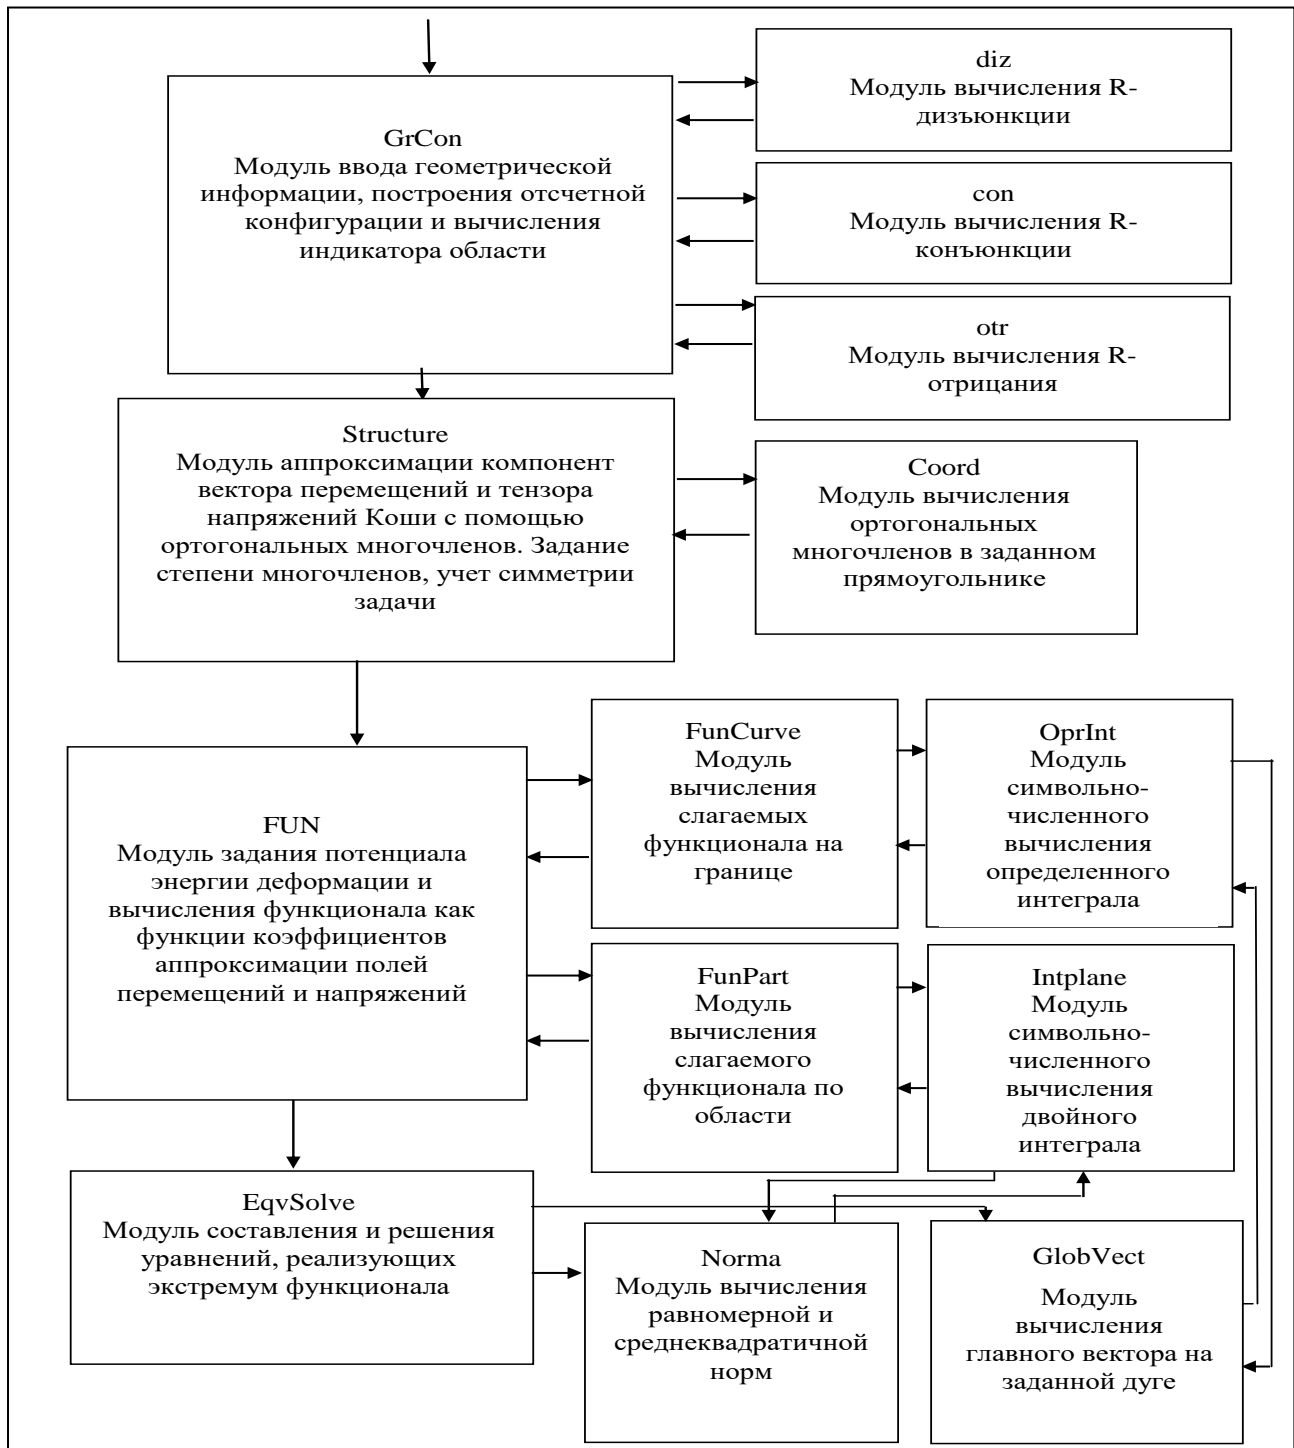 diz
Модуль вычисления R-
дизъюнкции
GrCon
Модуль ввода геометрической
информации, построения отсчетной
конфигурации и вычисления
индикатора области
con
Модуль вычисления R-
конъюнкции
otr
Модуль вычисления R-
отрицания
Structure
Модуль аппроксимации компонент
вектора перемещений и тензора
напряжений Коши с помощью
ортогональных многочленов. Задание
степени многочленов, учет симметрии
задачи
Coord
Модуль вычисления
ортогональных
многочленов в заданном
прямоугольнике
FUN
Модуль задания потенциала
энергии деформации и
вычисления функционала как
функции коэффициентов
аппроксимации полей
перемещений и напряжений
FunCurve
Модуль
вычисления
слагаемых
функционала на
границе
OprInt
Модуль
символьно-
численного
вычисления
определенного
интеграла
FunPart
Модуль
вычисления
слагаемого
функционала по
области
Intplane
Модуль
символьно-
численного
вычисления
двойного
интеграла
EqvSolve
Модуль составления и решения
уравнений, реализующих
экстремум функционала
Norma
Модуль вычисления
равномерной и
среднеквадратичной
норм
GlobVect
Модуль
вычисления
главного вектора на
заданной дуге